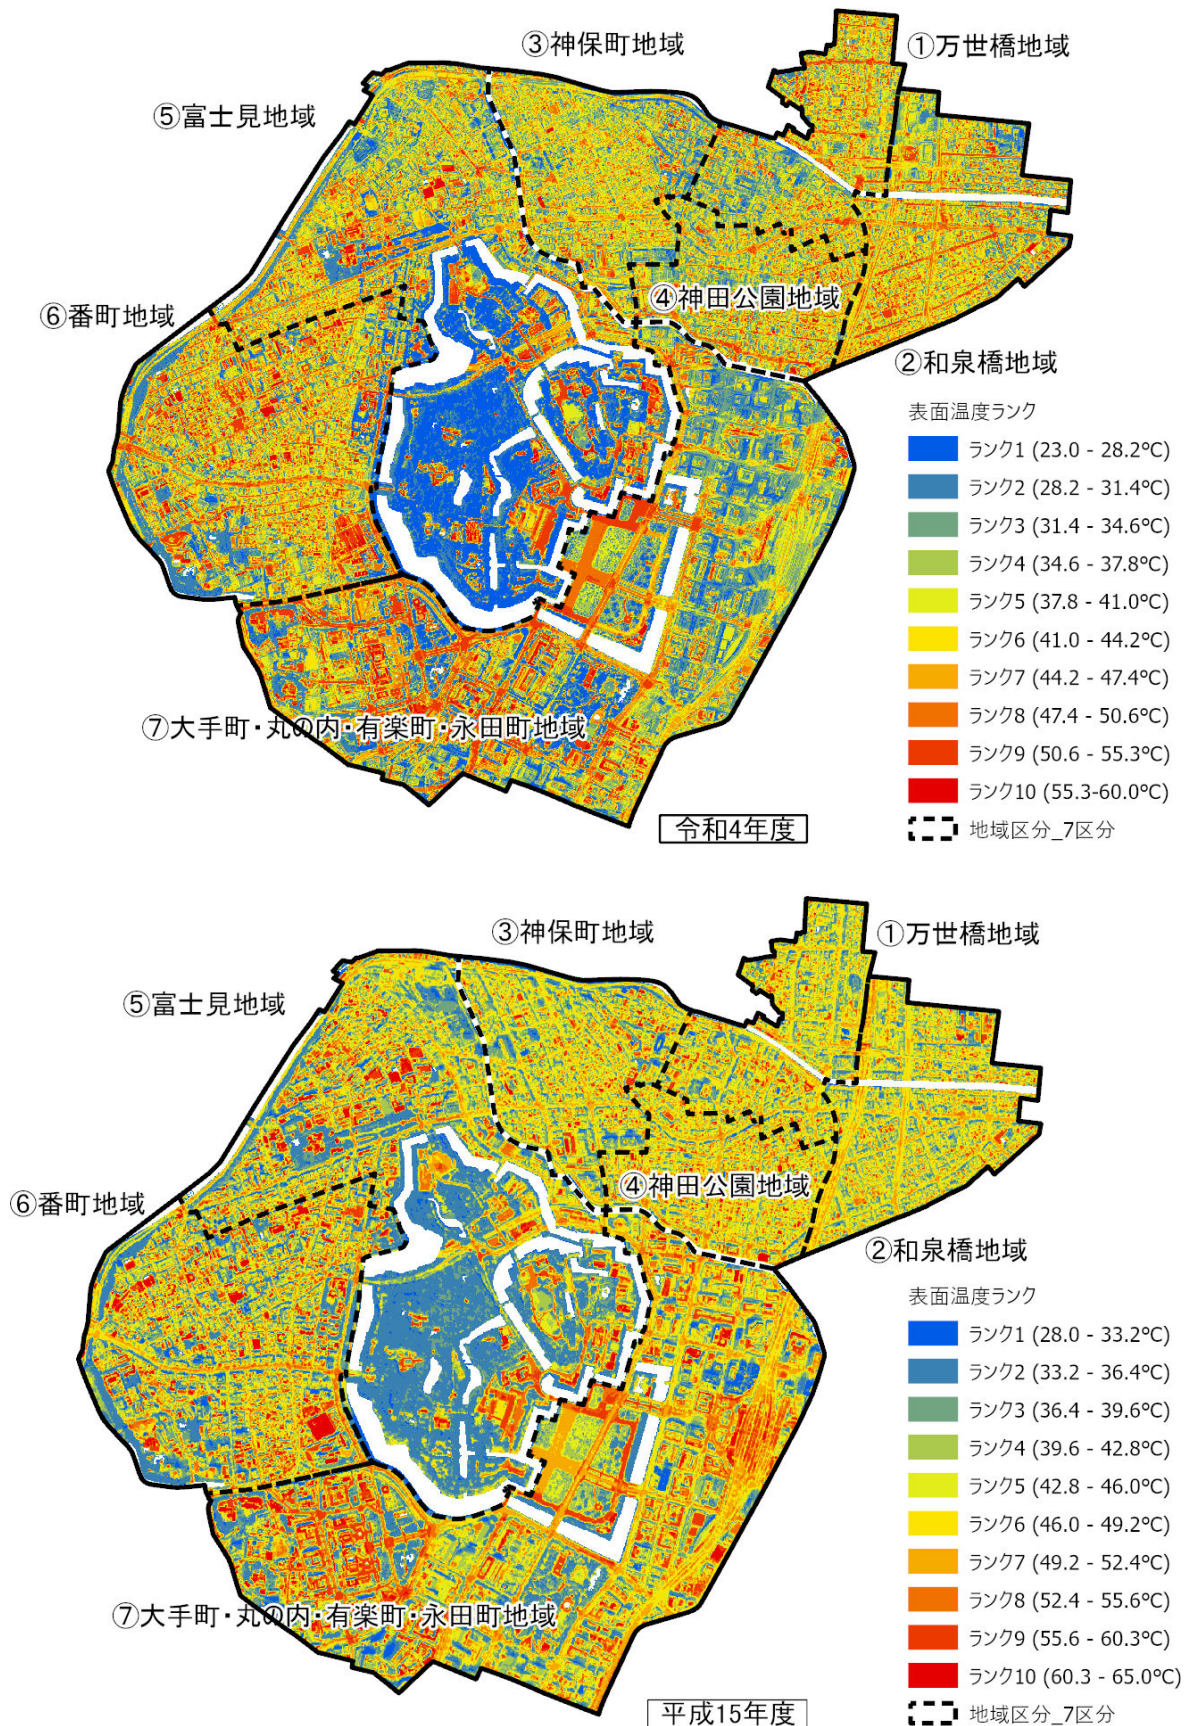 ③神保町地域
①万世橋地域
⑤富士見地域
⑥番町地域
④神田公園地域
②和泉橋地域
表面温度ランク
ランク1 (23.0 - 28.2℃)
ランク2 (28.2 - 31.4℃)
ランク3 (31.4 - 34.6℃)
ランク4 (34.6 - 37.8℃)
ランク5 (37.8 - 41.0℃)
ランク6 (41.0 - 44.2℃)
ランク7 (44.2 - 47.4℃)
ランク8 (47.4 - 50.6℃)
ランク9 (50.6 - 55.3℃)
ランク10 (55.3-60.0℃)
地域区分_7区分
⑦大手町・丸の内・有楽町・永田町地域
令和4年度
③神保町地域
①万世橋地域
⑤富士見地域
⑥番町地域
④神田公園地域
②和泉橋地域
表面温度ランク
ランク1 (28.0 - 33.2℃)
ランク2 (33.2 - 36.4℃)
ランク3 (36.4 - 39.6℃)
ランク4 (39.6 - 42.8℃)
ランク5 (42.8 - 46.0℃)
ランク6 (46.0 - 49.2℃)
ランク7 (49.2 - 52.4℃)
ランク8 (52.4 - 55.6℃)
ランク9 (55.6 - 60.3℃)
ランク10 (60.3 - 65.0℃)
地域区分_7区分
⑦大手町・丸の内・有楽町・永田町地域
平成15年度